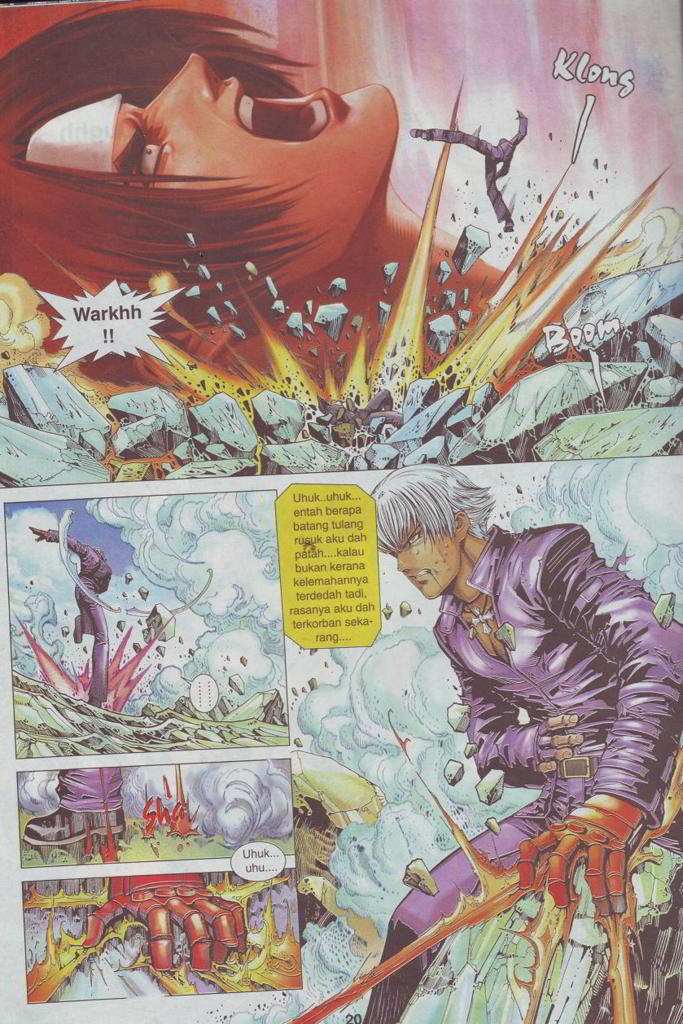 Klong
Warkhh
!!
Boom
Uhuk..uhuk...
entah berapa
batang tulang
rusuk aku dah
patah....kalau
bukan kerana
kelemahannya
terdedah tadi,
rasanya aku dah
terkorban seka-
rang....
......
Uhuk...
uhu....
20